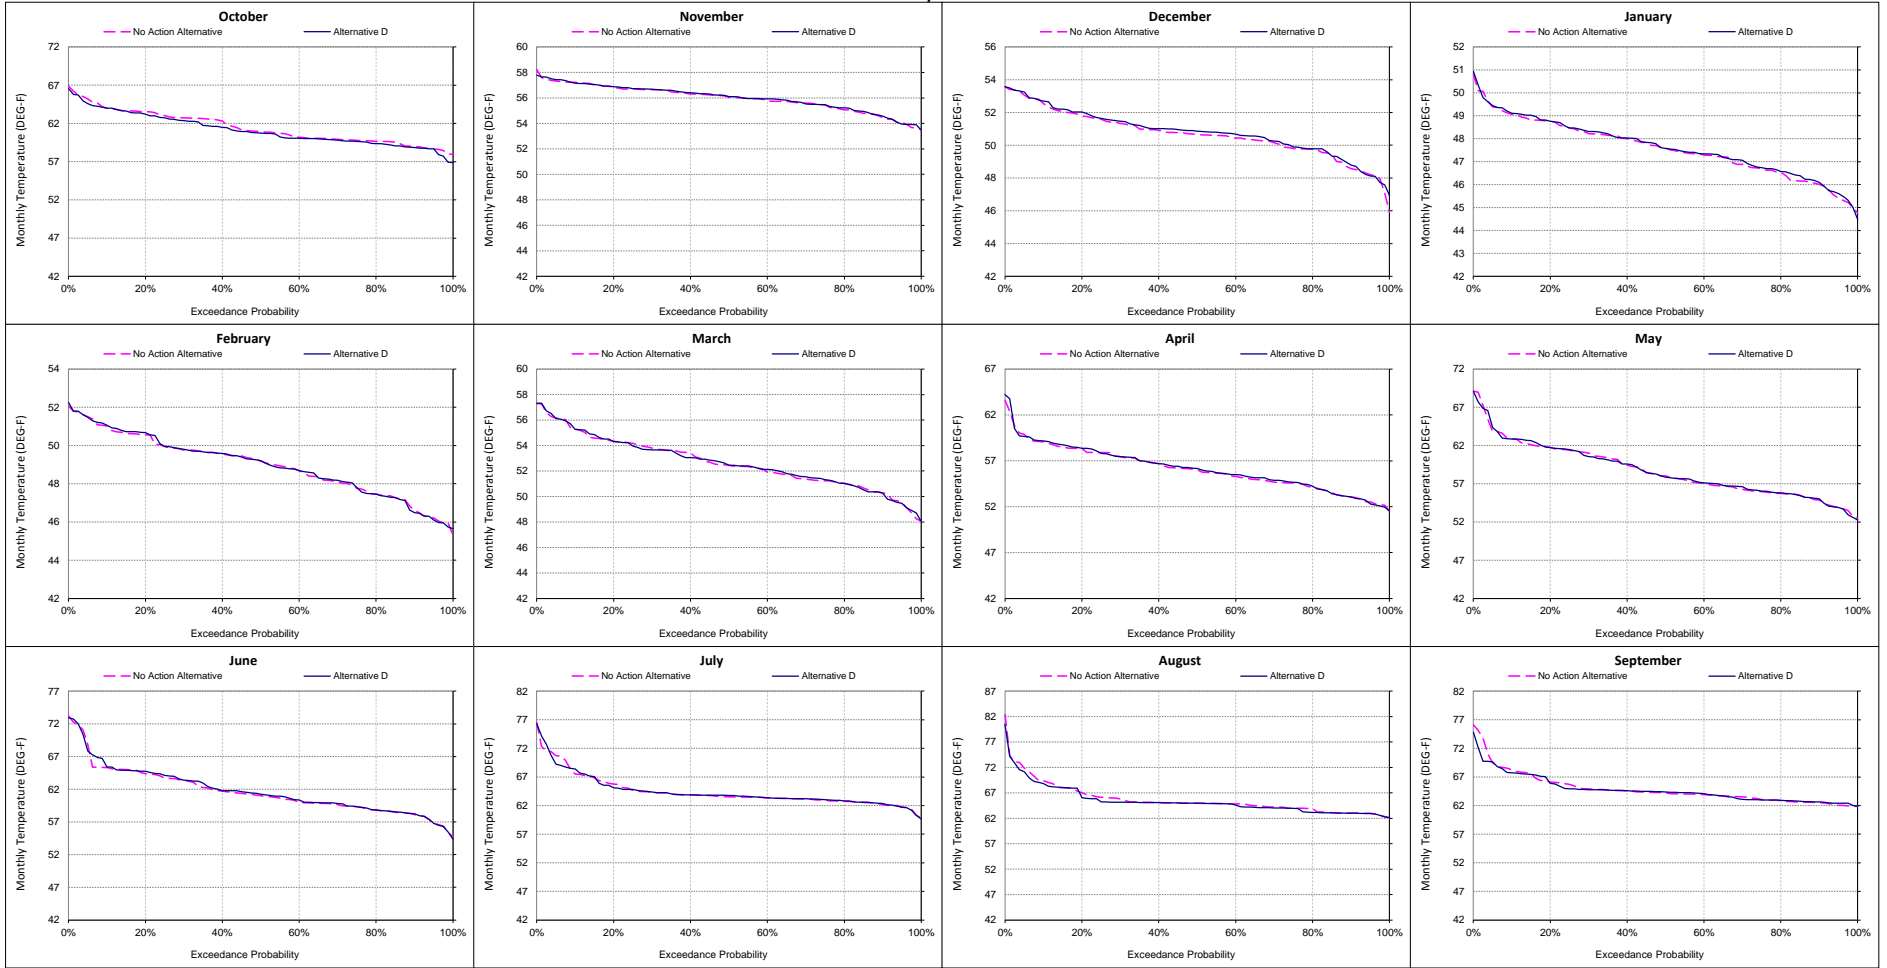 October
No Action Alternative Alternative D
Monthly Temperature (DEG-F)
72
67
62
57
52
47
42
0% 20% 40% 60% 80% 100%
Exceedance Probability
November
No Action Alternative Alternative D
Monthly Temperature (DEG-F)
60
58
56
54
52
50
48
46
44
42
0% 20% 40% 60% 80% 100%
Exceedance Probability
December
No Action Alternative Alternative D
Monthly Temperature (DEG-F)
56
54
52
50
48
46
44
42
0% 20% 40% 60% 80% 100%
Exceedance Probability
January
No Action Alternative Alternative D
Monthly Temperature (DEG-F)
52
51
50
49
48
47
46
45
44
43
42
0% 20% 40% 60% 80% 100%
Exceedance Probability
February
No Action Alternative Alternative D
Monthly Temperature (DEG-F)
54
52
50
48
46
44
42
0% 20% 40% 60% 80% 100%
Exceedance Probability
March
No Action Alternative Alternative D
Monthly Temperature (DEG-F)
60
58
56
54
52
50
48
46
44
42
0% 20% 40% 60% 80% 100%
Exceedance Probability
April
No Action Alternative Alternative D
Monthly Temperature (DEG-F)
67
62
57
52
47
42
0% 20% 40% 60% 80% 100%
Exceedance Probability
May
No Action Alternative Alternative D
Monthly Temperature (DEG-F)
72
67
62
57
52
47
42
0% 20% 40% 60% 80% 100%
Exceedance Probability
June
No Action Alternative Alternative D
Monthly Temperature (DEG-F)
77
72
67
62
57
52
47
42
0% 20% 40% 60% 80% 100%
Exceedance Probability
July
No Action Alternative Alternative D
Monthly Temperature (DEG-F)
82
77
72
67
62
57
52
47
42
0% 20% 40% 60% 80% 100%
Exceedance Probability
August
No Action Alternative Alternative D
Monthly Temperature (DEG-F)
87
82
77
72
67
62
57
52
47
42
0% 20% 40% 60% 80% 100%
Exceedance Probability
September
No Action Alternative Alternative D
Monthly Temperature (DEG-F)
82
77
72
67
62
57
52
47
42
0% 20% 40% 60% 80% 100%
Exceedance Probability